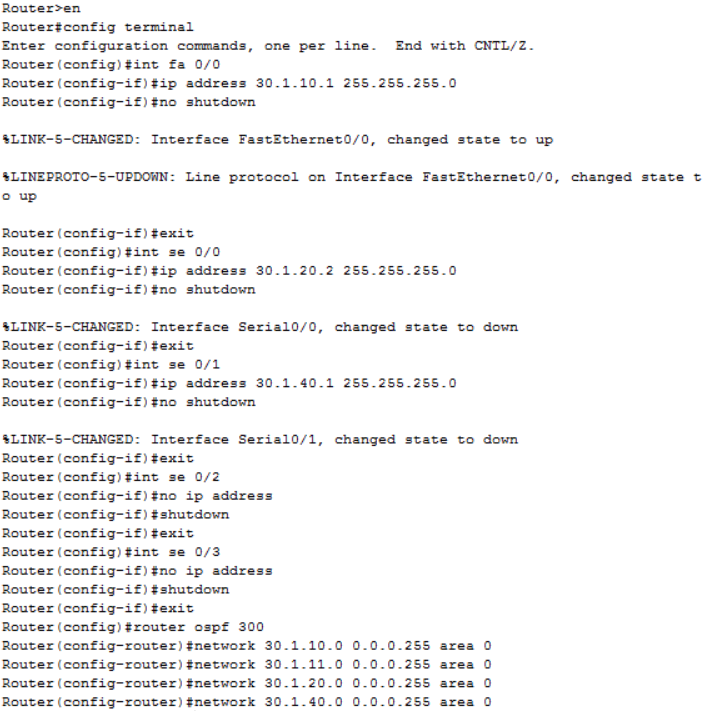 Router>en
Router#config terminal
Enter configuration commands, one per line.  End with CNTL/Z.
Router(config)#int fa 0/0
Router(config-if)#ip address 30.1.10.1 255.255.255.0
Router(config-if)#no shutdown
%LINK-5-CHANGED: Interface FastEthernet0/0, changed state to up
%LINEPROTO-5-UPDOWN: Line protocol on Interface FastEthernet0/0, changed state t
o up
Router(config-if)#exit
Router(config)#int se 0/0
Router(config-if)#ip address 30.1.20.2 255.255.255.0
Router(config-if)#no shutdown
%LINK-5-CHANGED: Interface Serial0/0, changed state to down
Router(config-if)#exit
Router(config)#int se 0/1
Router(config-if)#ip address 30.1.40.1 255.255.255.0
Router(config-if)#no shutdown
%LINK-5-CHANGED: Interface Serial0/1, changed state to down
Router(config-if)#exit
Router(config)#int se 0/2
Router(config-if)#no ip address
Router(config-if)#shutdown
Router(config-if)#exit
Router(config)#int se 0/3
Router(config-if)#no ip address
Router(config-if)#shutdown
Router(config-if)#exit
Router(config)#router ospf 300
Router(config-router)#network 30.1.10.0 0.0.0.255 area 0
Router(config-router)#network 30.1.11.0 0.0.0.255 area 0
Router(config-router)#network 30.1.20.0 0.0.0.255 area 0
Router(config-router)#network 30.1.40.0 0.0.0.255 area 0